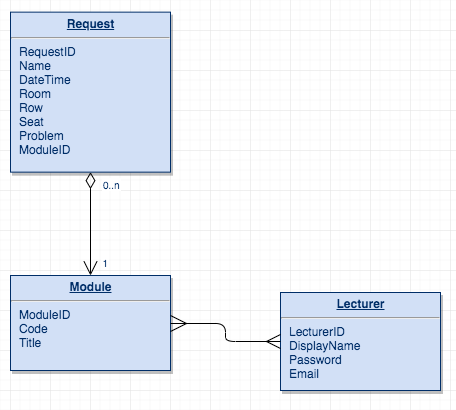 Request
RequestID
Name
DateTime
Room
Row
Seat
Problem
ModuleID
0..n
1
Module
ModuleID
Code
Title
Lecturer
LecturerID
DisplayName
Password
Email